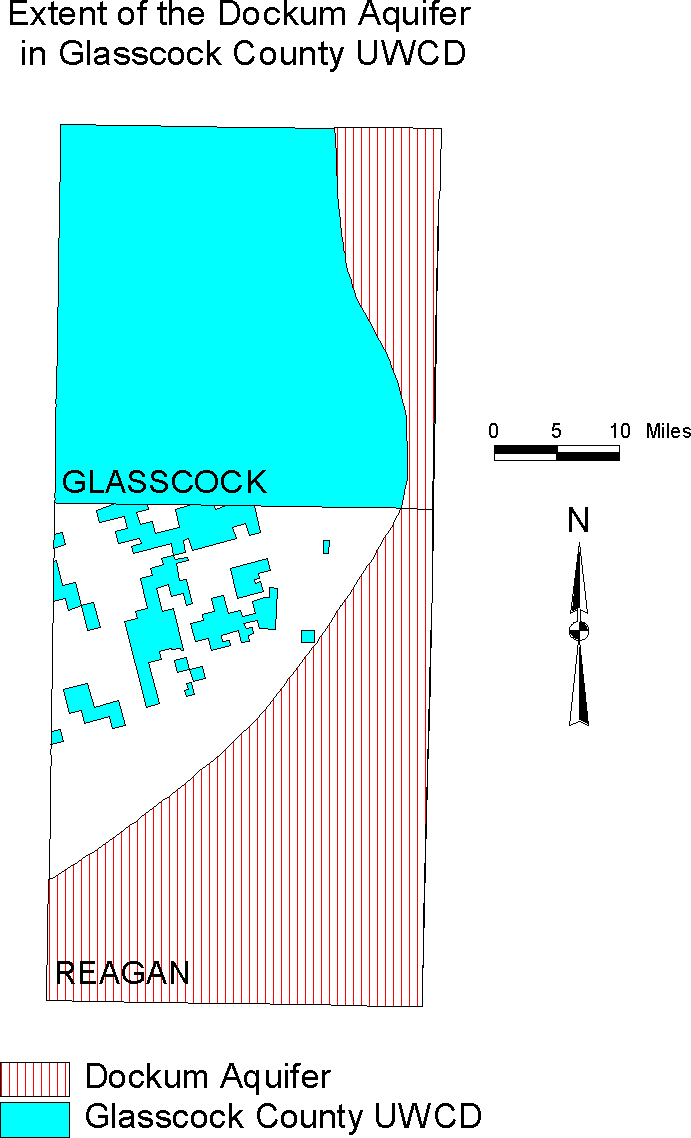 Extent of the Dockum Aquifer
in Glasscock County UWCD
GLASSCOCK
0 5 10 Miles
N
REAGAN
Dockum Aquifer
Glasscock County UWCD